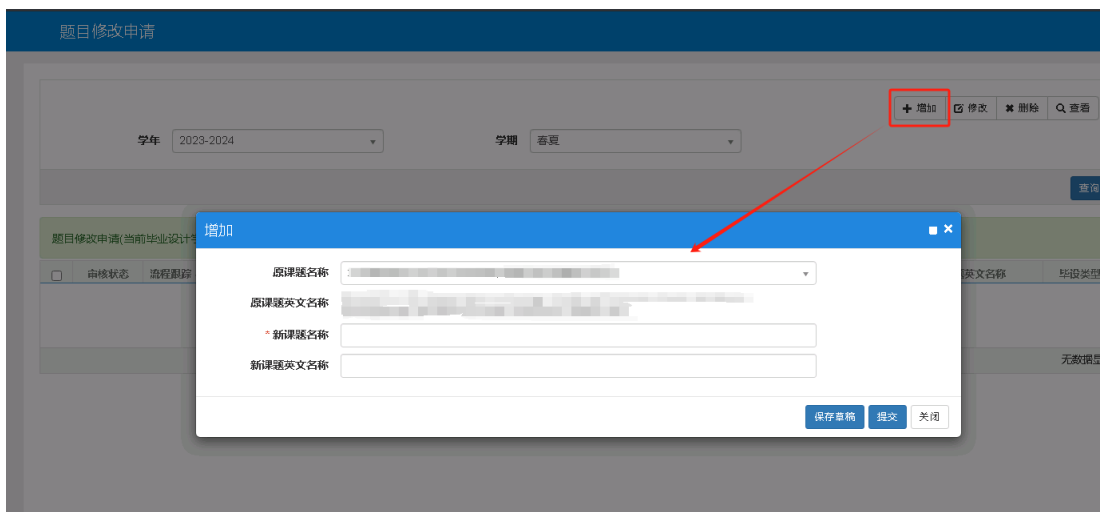 题目修改申请
增加 修改 删除 查看
学年 2023-2024 学期 春夏
查询
题目修改申请(当前毕业设计学
增加
审核状态 流程跟踪 英文名称 毕设类型
原课题名称
原课题英文名称
* 新课题名称
新课题英文名称
无数据显
保存草稿 提交 关闭